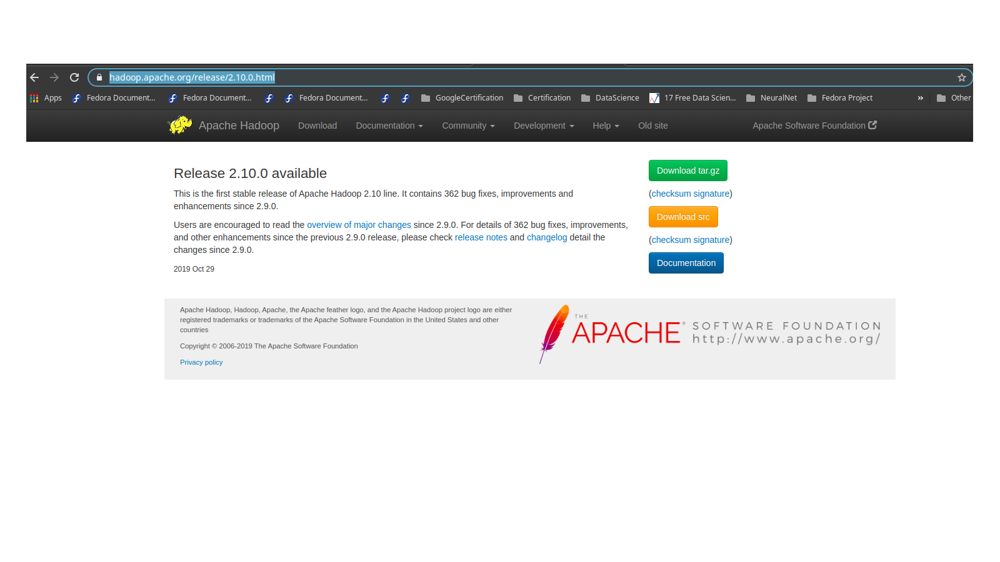 hadoop.apache.org/release/2.10.0.html
Apps Fedora Document... Fedora Document... Fedora Document... GoogleCertification Certification DataScience 17 Free Data Scien... NeuralNet Fedora Project » Other
Apache Hadoop Download Documentation Community Development Help Old site Apache Software Foundation
Release 2.10.0 available
This is the first stable release of Apache Hadoop 2.10 line. It contains 362 bug fixes, improvements and
enhancements since 2.9.0.
Users are encouraged to read the overview of major changes since 2.9.0. For details of 362 bug fixes, improvements,
and other enhancements since the previous 2.9.0 release, please check release notes and changelog detail the
changes since 2.9.0.
2019 Oct 29
Download tar.gz
(checksum signature)
Download src
(checksum signature)
Documentation
Apache Hadoop, Hadoop, Apache, the Apache feather logo, and the Apache Hadoop project logo are either
registered trademarks or trademarks of the Apache Software Foundation in the United States and other
countries
Copyright © 2006-2019 The Apache Software Foundation
Privacy policy
THE
APACHE® SOFTWARE FOUNDATION
http://www.apache.org/